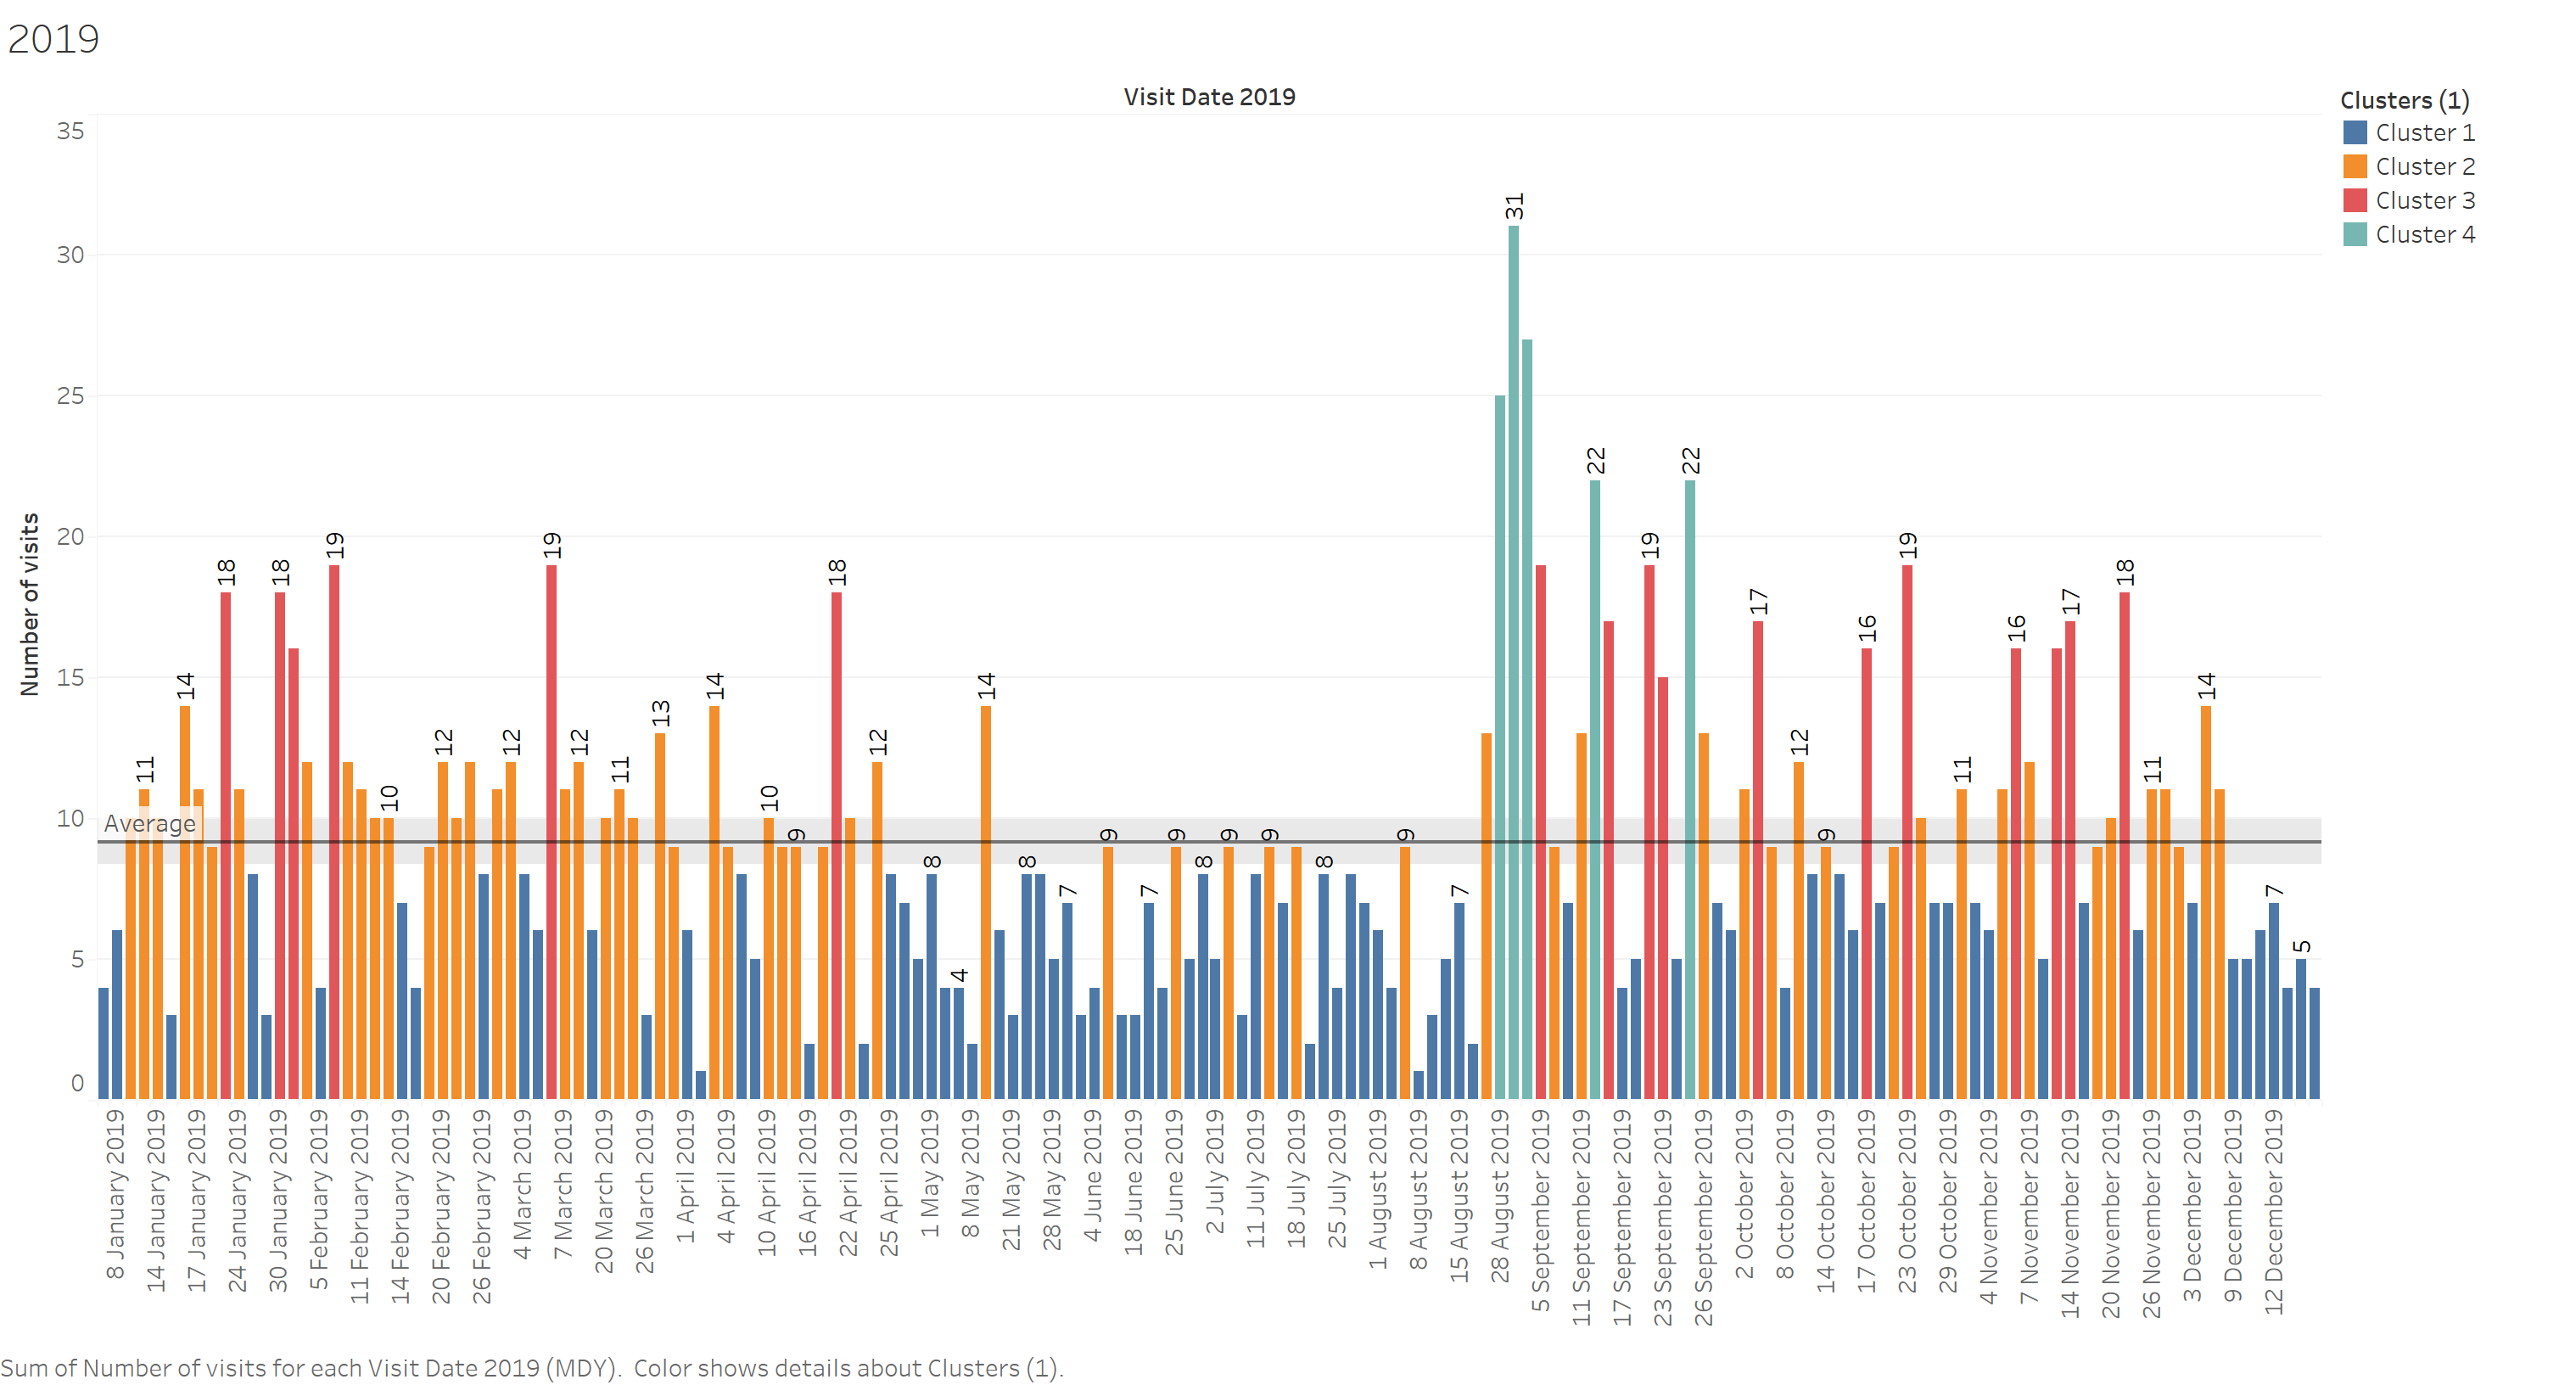 2019
Visit Date 2019
Clusters (1)
Cluster 1
Cluster 2
Cluster 3
Cluster 4
Number of visits
35
30
25
20
15
10
5
0
Average
11
14
18
18
19
10
12
12
19
12
11
13
14
10
9
18
12
8
4
14
8
7
9
7
9
8
9
9
8
9
7
31
22
19
22
17
12
9
16
19
11
16
17
18
11
14
7
5
8 January 2019
14 January 2019
17 January 2019
24 January 2019
30 January 2019
5 February 2019
11 February 2019
14 February 2019
20 February 2019
26 February 2019
4 March 2019
7 March 2019
20 March 2019
26 March 2019
1 April 2019
4 April 2019
10 April 2019
16 April 2019
22 April 2019
25 April 2019
1 May 2019
8 May 2019
21 May 2019
28 May 2019
4 June 2019
18 June 2019
25 June 2019
2 July 2019
11 July 2019
18 July 2019
25 July 2019
1 August 2019
8 August 2019
15 August 2019
28 August 2019
5 September 2019
11 September 2019
17 September 2019
23 September 2019
26 September 2019
2 October 2019
8 October 2019
14 October 2019
17 October 2019
23 October 2019
29 October 2019
4 November 2019
7 November 2019
14 November 2019
20 November 2019
26 November 2019
3 December 2019
9 December 2019
12 December 2019
Sum of Number of visits for each Visit Date 2019 (MDY).  Color shows details about Clusters (1).